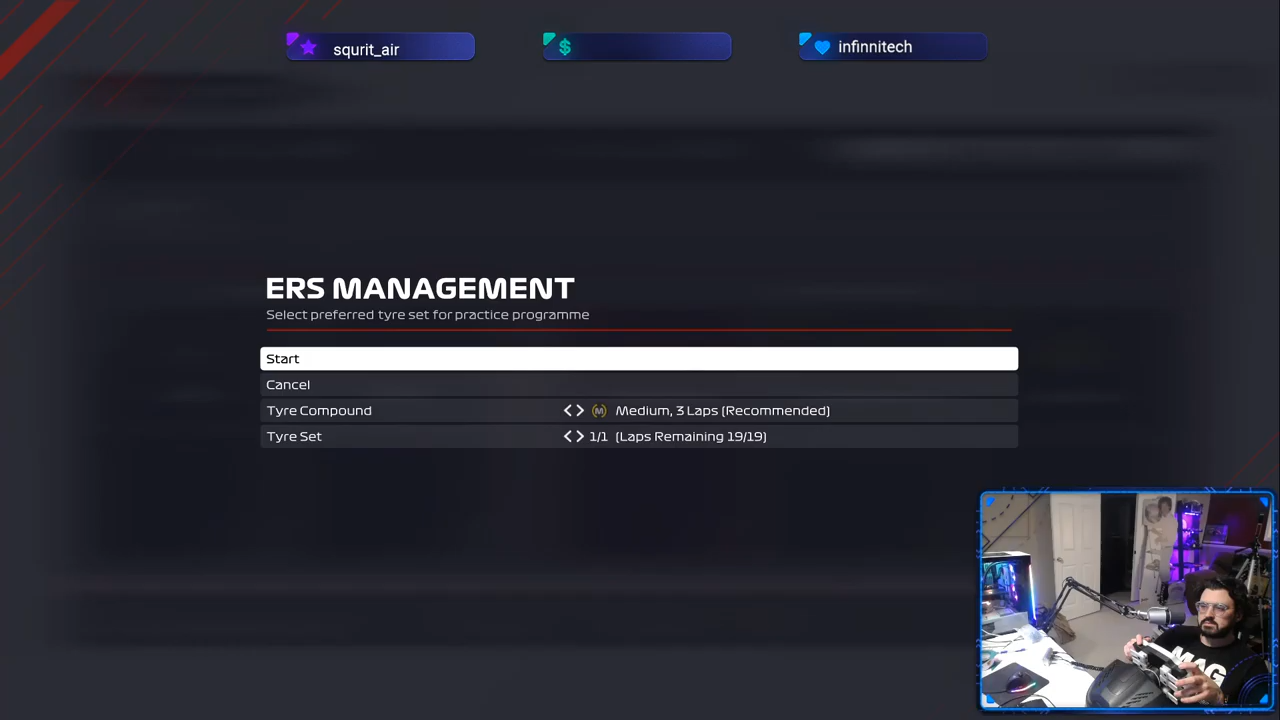 squrit_air
$
infinnitech
ERS MANAGEMENT
Select preferred tyre set for practice programme
Start
Cancel
Tyre Compound < > (M) Medium, 3 Laps (Recommended)
Tyre Set < > 1/1 (Laps Remaining 19/19)
MAG